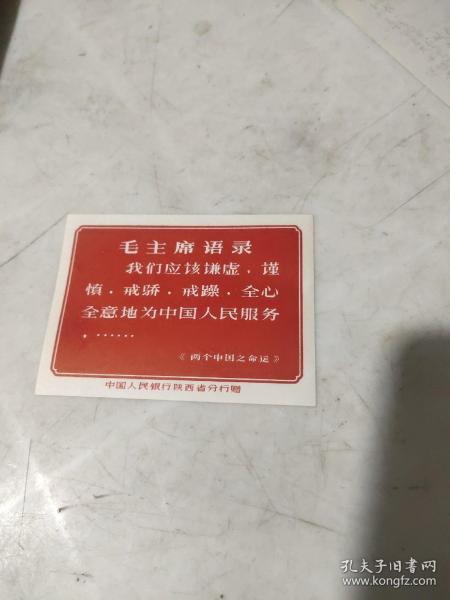 毛主席语录
我们应该谦虚，谨
慎，戒骄，戒躁，全心
全意地为中国人民服务
，……
《两个中国之命运》
中国人民银行陕西省分行赠
孔夫子旧书网
www.kongfz.com